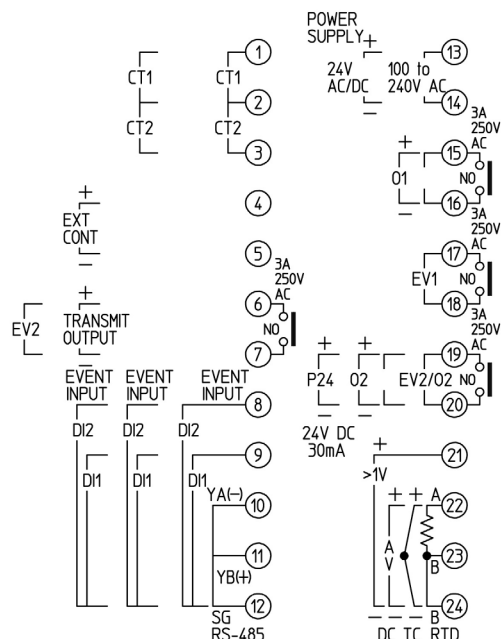 POWER
SUPPLY
+
24V
AC/DC
−
100 to
240V AC
1
2
3
4
5
6
7
8
9
10
11
12
13
14
15
16
17
18
19
20
21
22
23
24
CT1
CT2
CT1
CT2
+
EXT
CONT
−
EV2
+
TRANSMIT
OUTPUT
−
3A
250V
AC
NO
EVENT
INPUT
DI2
DI1
EVENT
INPUT
DI2
DI1
EVENT
INPUT
DI2
DI1
YA(−)
YB(+)
SG
RS-485
3A
250V
AC
+
O1
−
NO
3A
250V
AC
EV1
NO
3A
250V
AC
+
P24
−
24V DC
30mA
+
O2
−
EV2/O2
NO
+
>1V
−
+
A
V
−
DC
+
−
TC
A
B
B
RTD